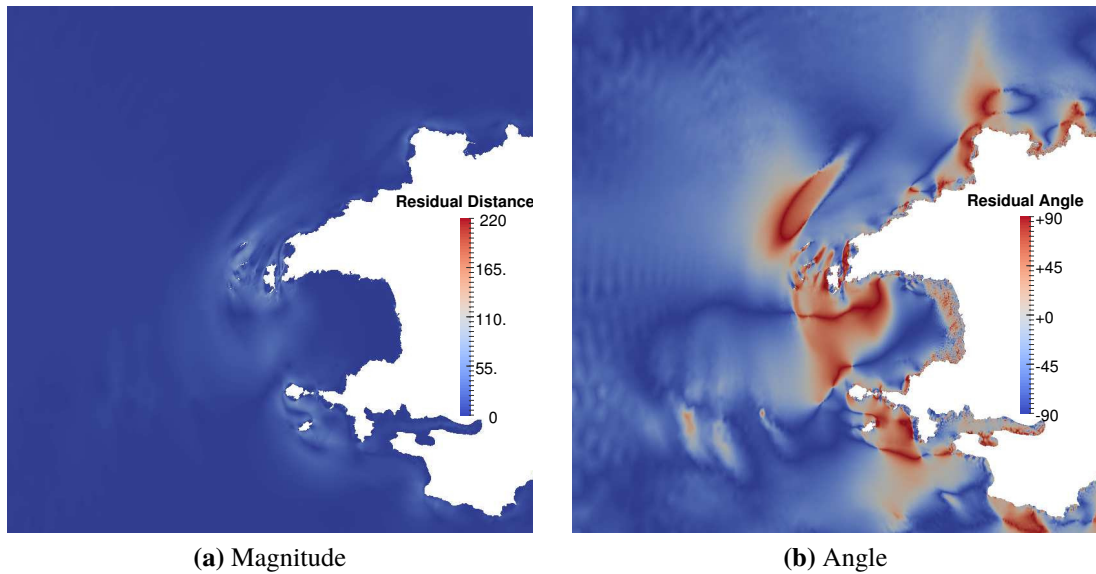 Residual Distance
220
165.
110.
55.
0
Residual Angle
+90
+45
+0
-45
-90
(a) Magnitude
(b) Angle